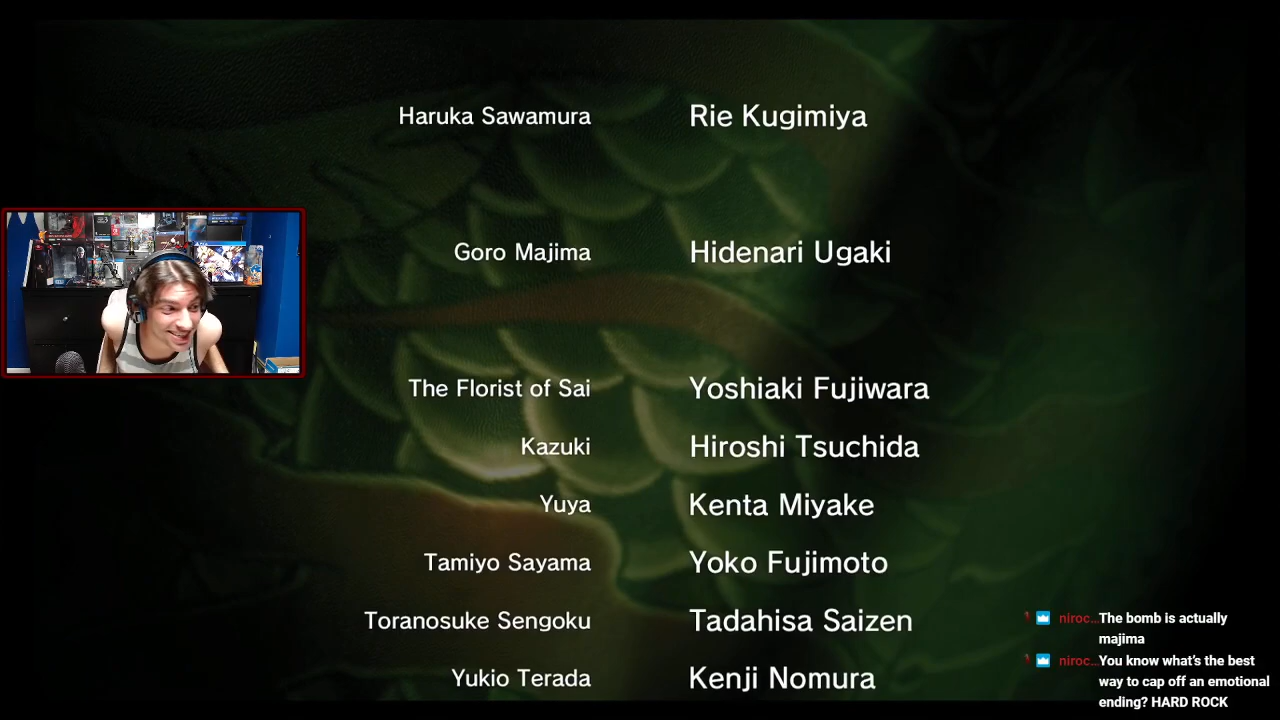 Haruka Sawamura Rie Kugimiya
Goro Majima Hidenari Ugaki
The Florist of Sai Yoshiaki Fujiwara
Kazuki Hiroshi Tsuchida
Yuya Kenta Miyake
Tamiyo Sayama Yoko Fujimoto
Toranosuke Sengoku Tadahisa Saizen
Yukio Terada Kenji Nomura
niroc... The bomb is actually
majima
niroc... You know what's the best
way to cap off an emotional
ending? HARD ROCK